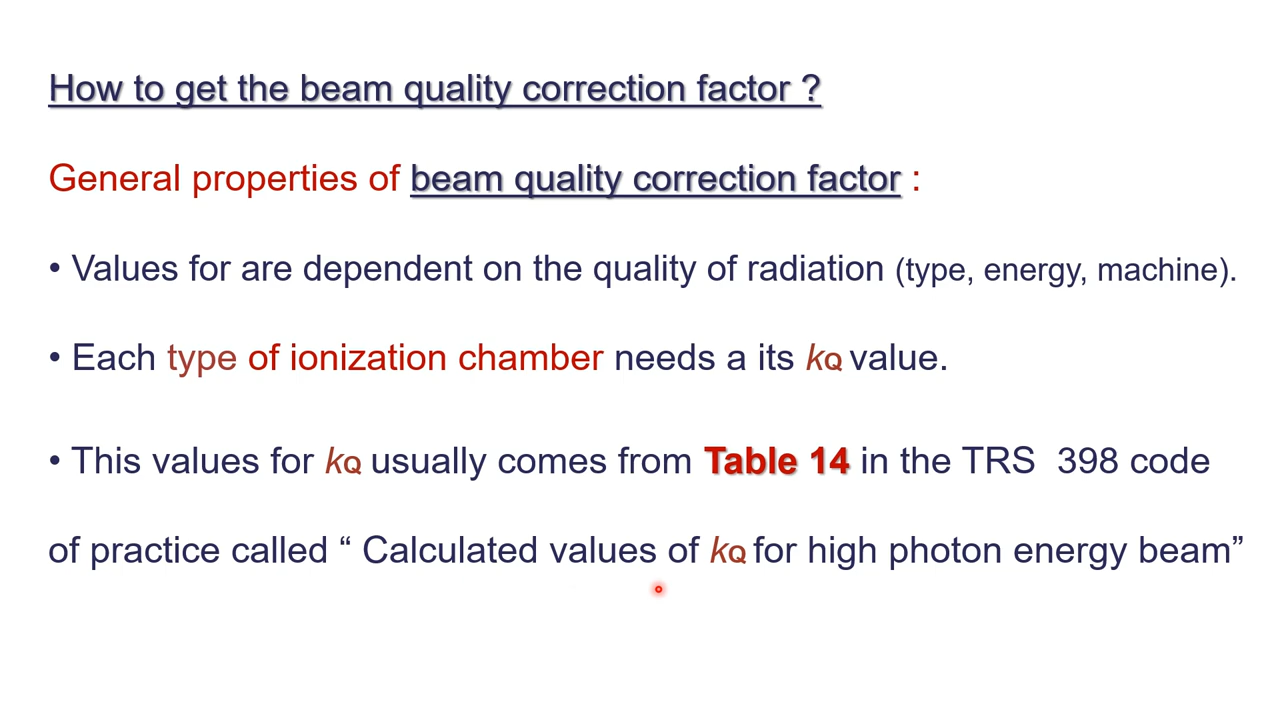 How to get the beam quality correction factor ?
General properties of beam quality correction factor :
• Values for are dependent on the quality of radiation (type, energy, machine).
• Each type of ionization chamber needs a its kQ value.
• This values for kQ usually comes from Table 14 in the TRS 398 code
of practice called “ Calculated values of kQ for high photon energy beam”